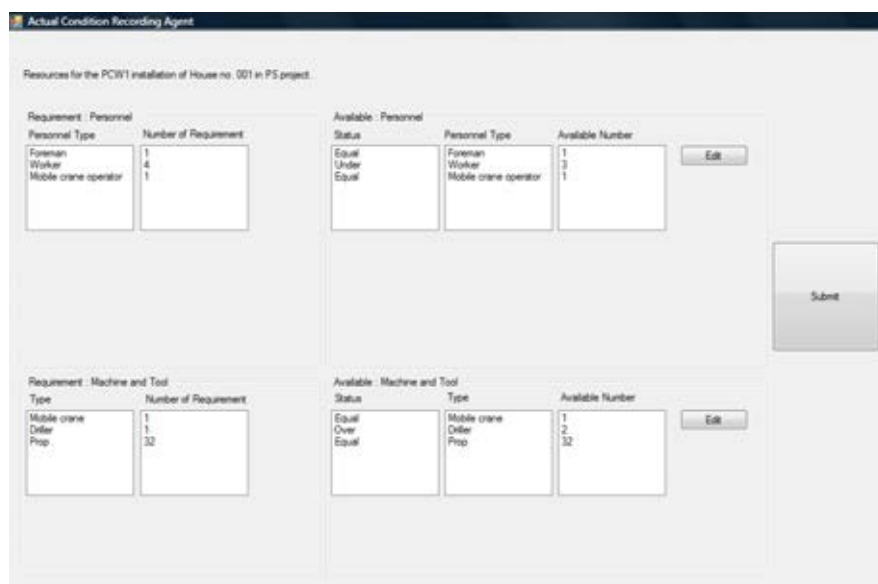 Actual Condition Recording Agent
Resources for the PCW1 installation of House no. 001 in PS project.
Requirement : Personnel
Personnel Type Number of Requirement
Foreman 1
Worker 4
Mobile crane operator 1
Available : Personnel
Status Personnel Type Available Number
Equal Foreman 1
Under Worker 3
Equal Mobile crane operator 1
Edit
Submit
Requirement : Machine and Tool
Type Number of Requirement
Mobile crane 1
Driller 1
Prop 32
Available : Machine and Tool
Status Type Available Number
Equal Mobile crane 1
Over Driller 2
Equal Prop 32
Edit